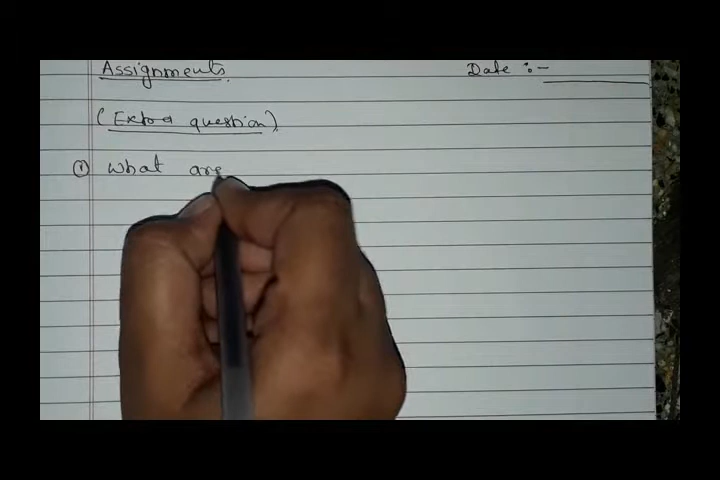 Assignments.
Date :-
(Extra question)
① What are